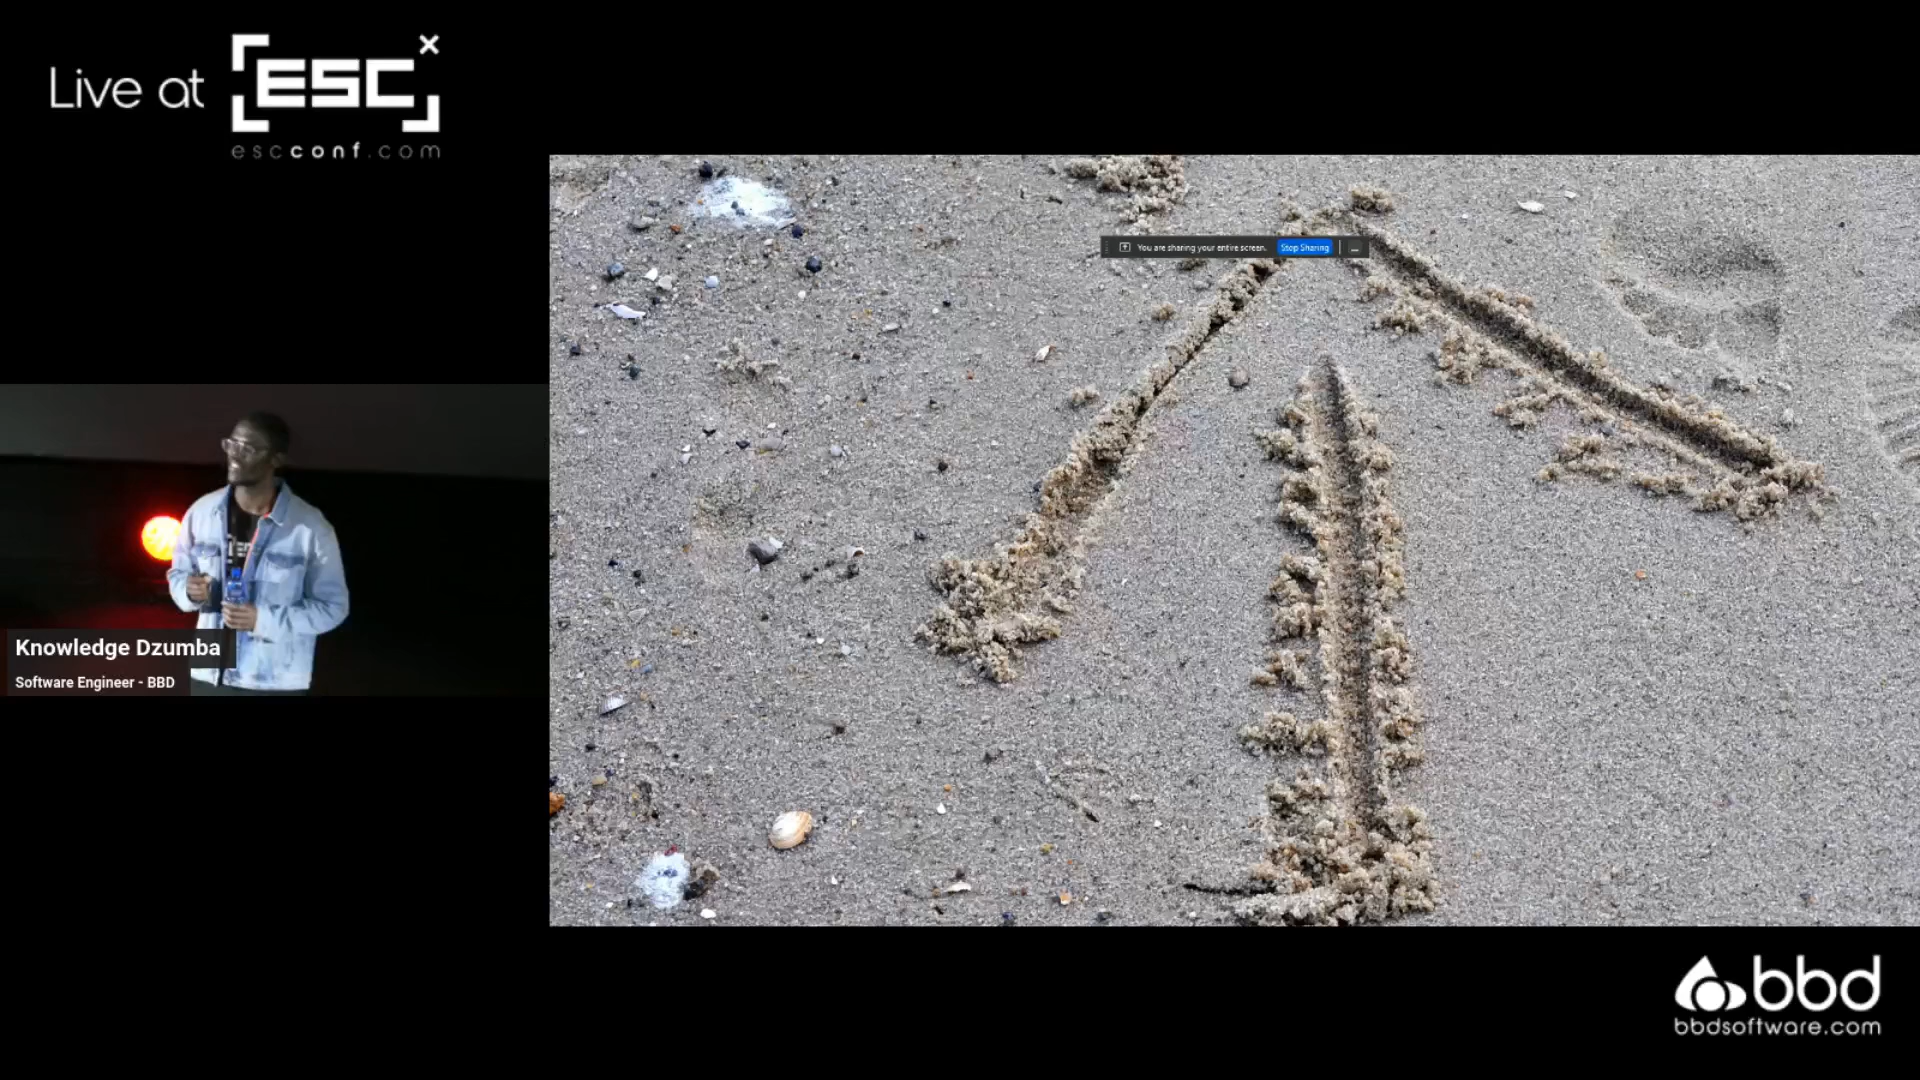 Live at [ESC]x
escconf.com
You are sharing your entire screen. Stop Sharing
Knowledge Dzumba
Software Engineer - BBD
bbd
bbdsoftware.com